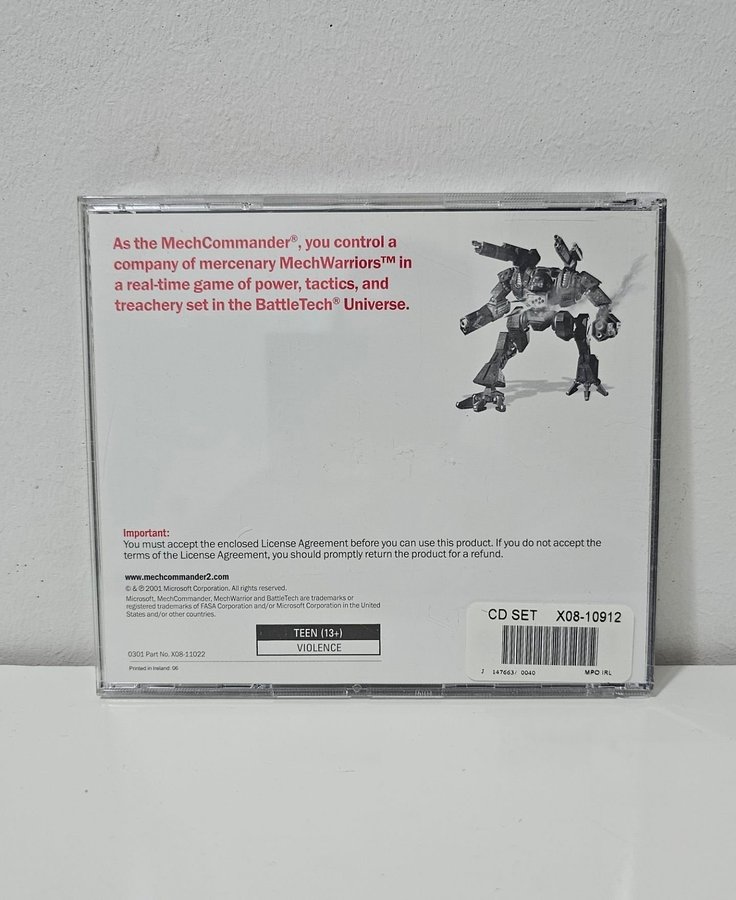 As the MechCommander®, you control a
company of mercenary MechWarriors™ in
a real-time game of power, tactics, and
treachery set in the BattleTech® Universe.
Important:
You must accept the enclosed License Agreement before you can use this product. If you do not accept the
terms of the License Agreement, you should promptly return the product for a refund.
www.mechcommander2.com
© & ℗ 2001 Microsoft Corporation. All rights reserved.
Microsoft, MechCommander, MechWarrior and BattleTech are trademarks or
registered trademarks of FASA Corporation and/or Microsoft Corporation in the United
States and/or other countries.
TEEN (13+)
VIOLENCE
0301 Part No. X08-11022
Printed in Ireland: 06
CD SET X08-10912
J 147663/ 0040 MPO IRL